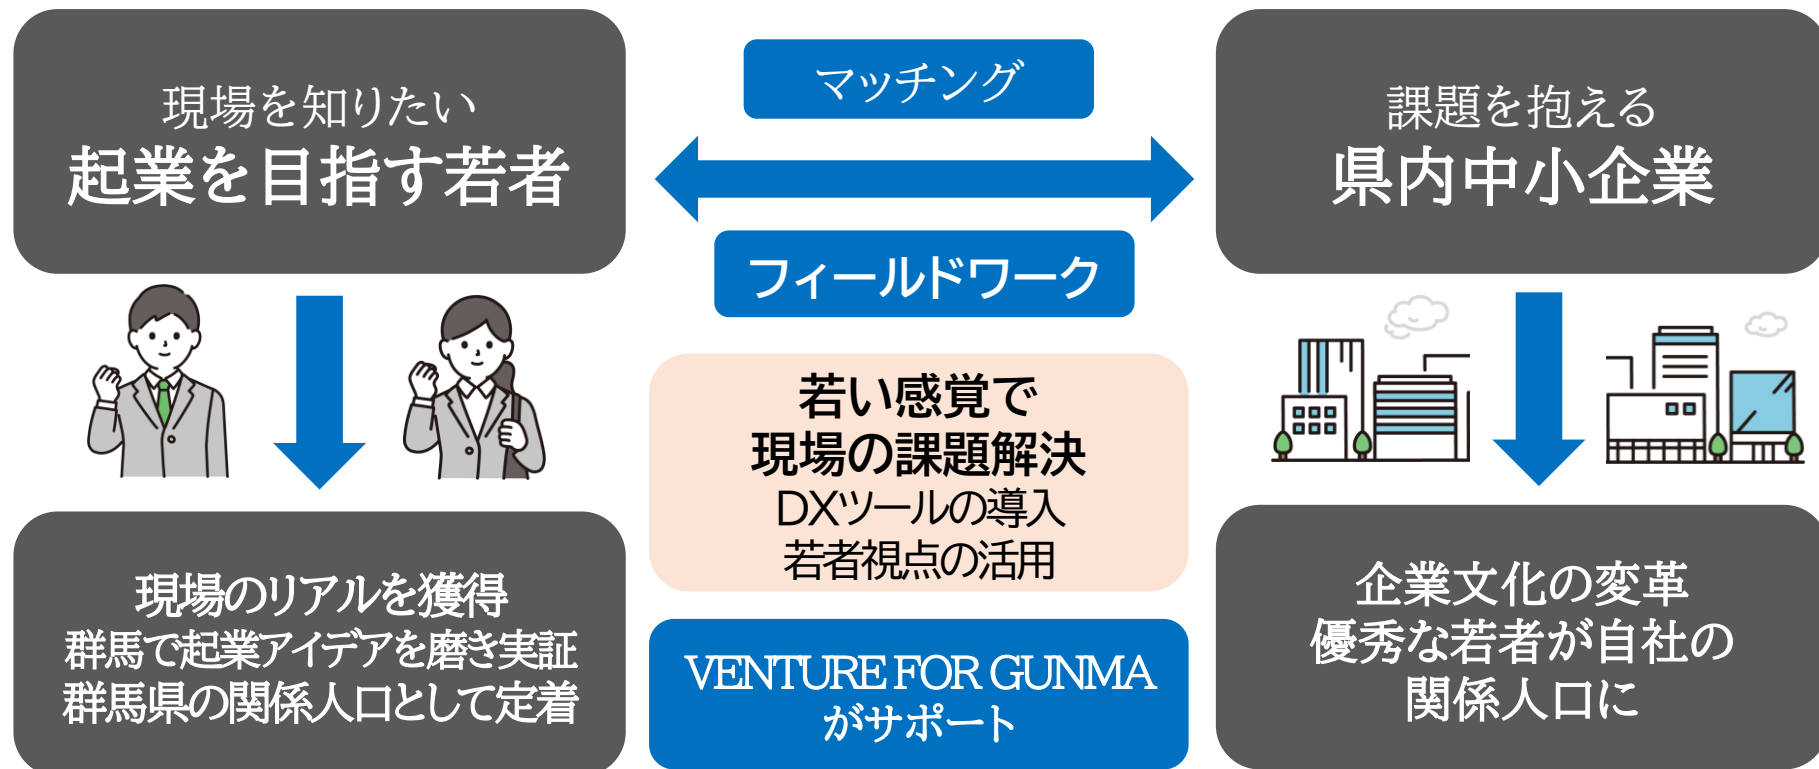 現場を知りたい
起業を目指す若者
マッチング
フィールドワーク
課題を抱える
県内中小企業
若い感覚で
現場の課題解決
DXツールの導入
若者視点の活用
現場のリアルを獲得
群馬で起業アイデアを磨き実証
群馬県の関係人口として定着
VENTURE FOR GUNMA
がサポート
企業文化の変革
優秀な若者が自社の
関係人口に